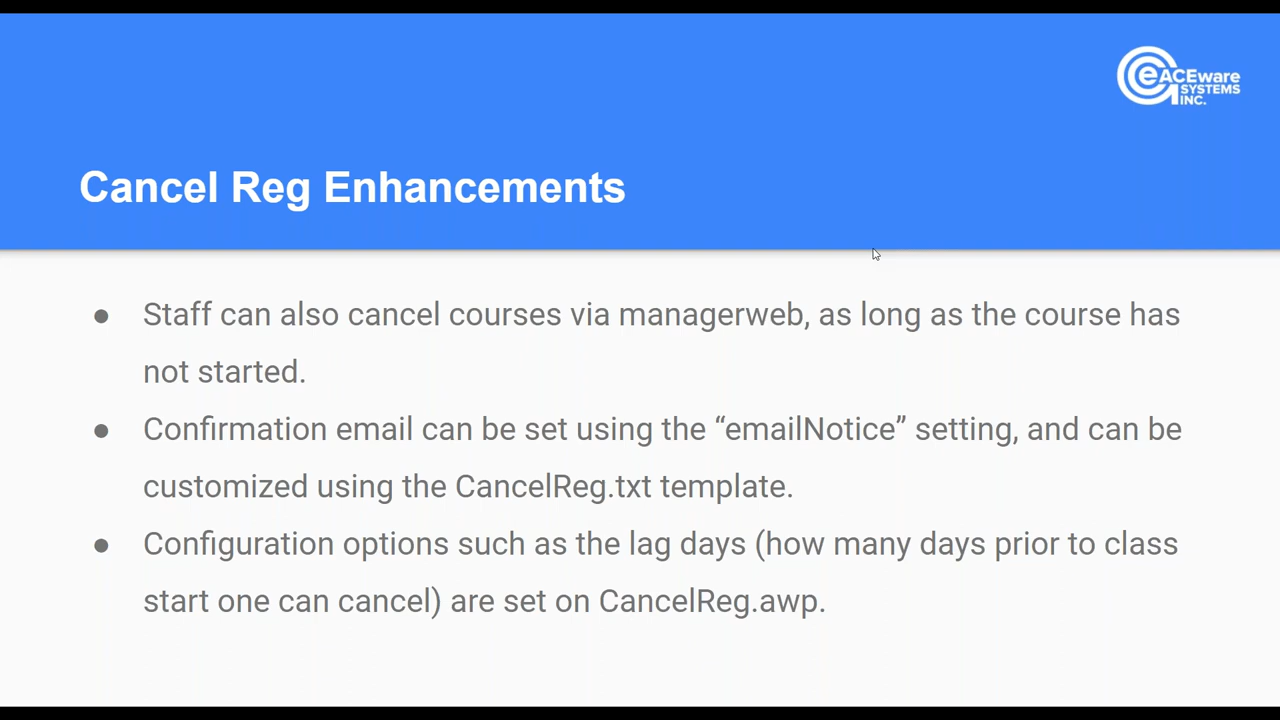 eACEware
SYSTEMS
INC.
Cancel Reg Enhancements
● Staff can also cancel courses via managerweb, as long as the course has
not started.
● Confirmation email can be set using the “emailNotice” setting, and can be
customized using the CancelReg.txt template.
● Configuration options such as the lag days (how many days prior to class
start one can cancel) are set on CancelReg.awp.